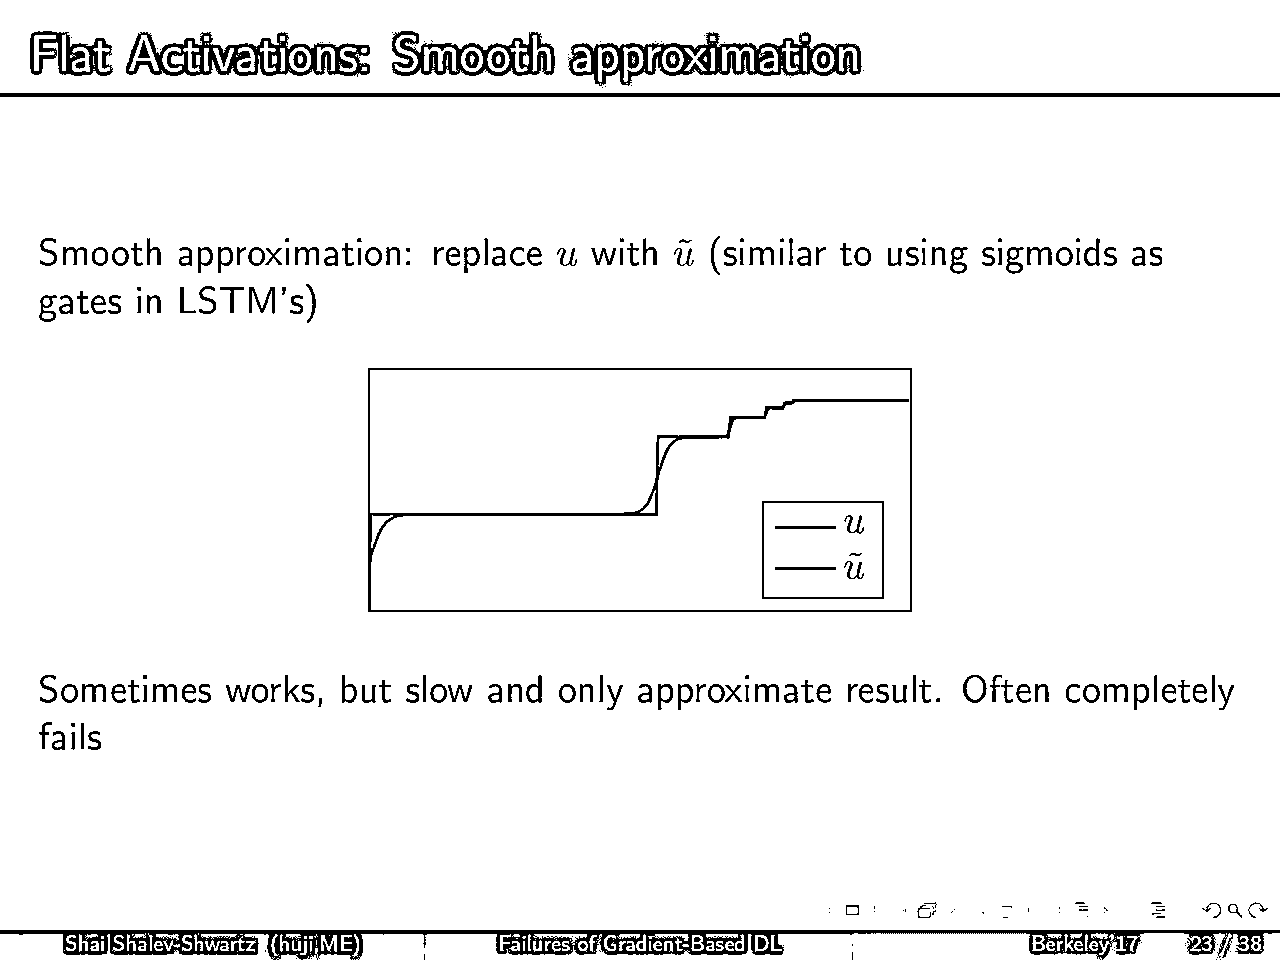 Flat Activations: Smooth approximation
Smooth approximation: replace u with ũ (similar to using sigmoids as
gates in LSTM's)
u
ũ
Sometimes works, but slow and only approximate result. Often completely
fails
Shai Shalev-Shwartz (huji,ME) Failures of Gradient-Based DL Berkeley'17 23 / 38